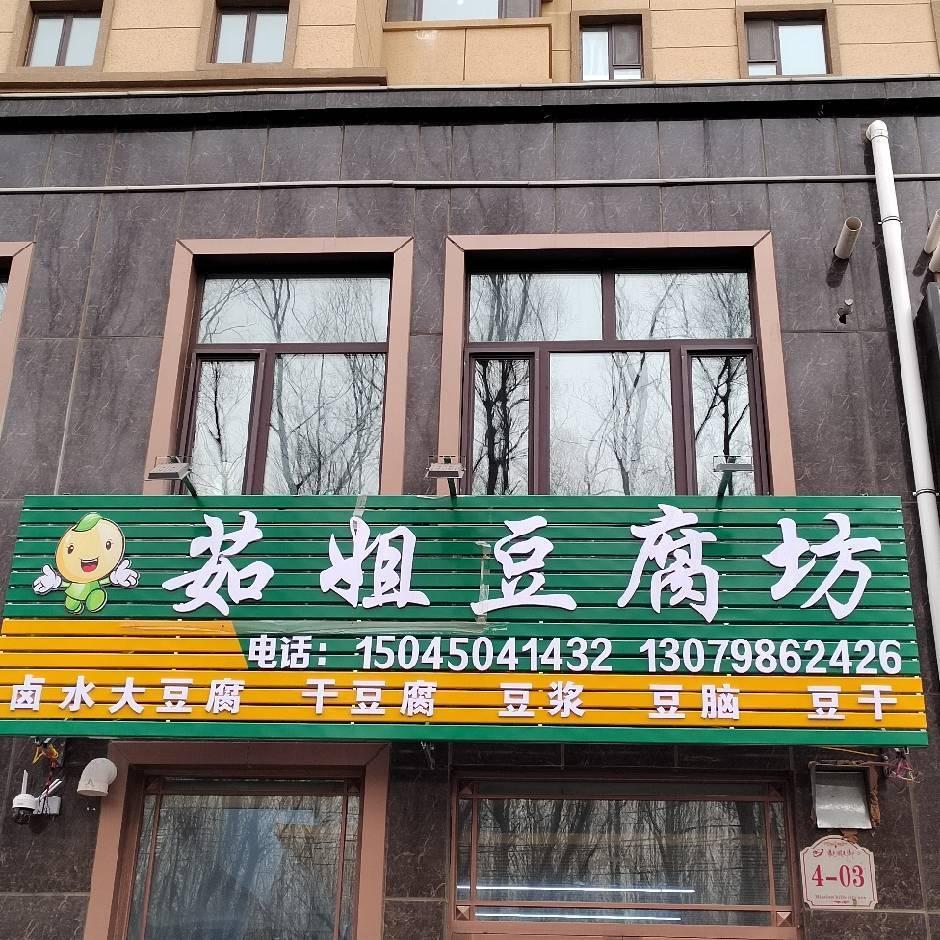 茹姐豆腐坊
电话：15045041432 13079862426
卤水大豆腐 干豆腐 豆浆 豆脑 豆干
4-03